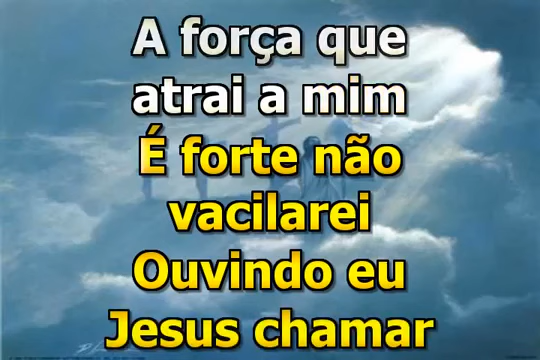 A força que
atrai a mim
É forte não
vacilarei
Ouvindo eu
Jesus chamar